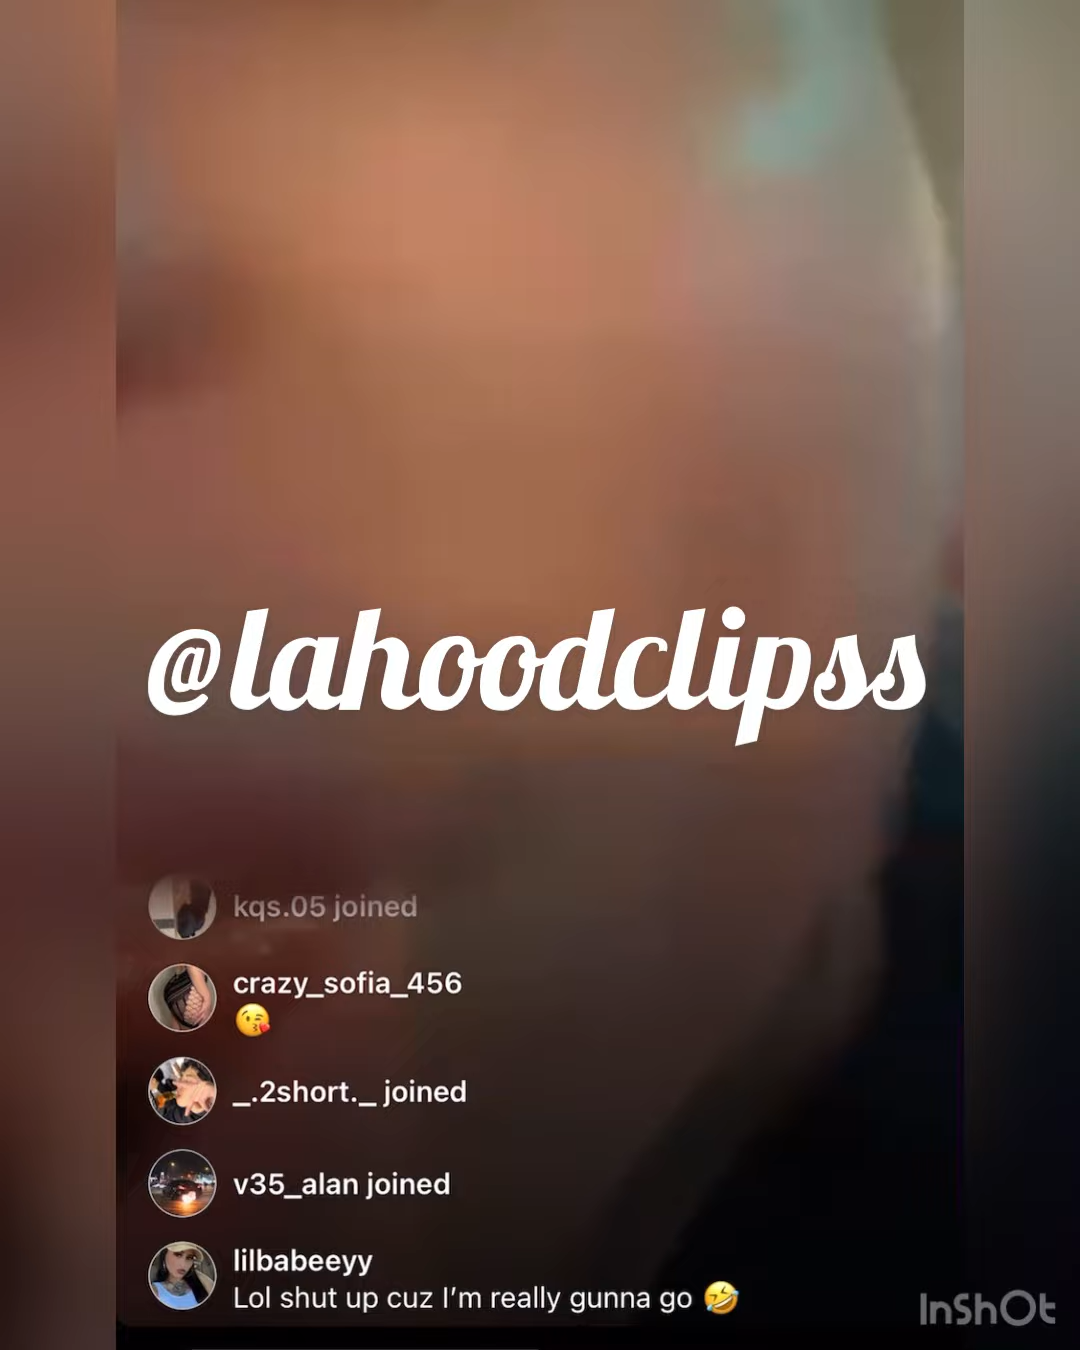 @lahoodclipss
kqs.05 joined
crazy_sofia_456
😘
_.2short._ joined
v35_alan joined
lilbabeeyy
Lol shut up cuz I’m really gunna go 🤣
InShOt